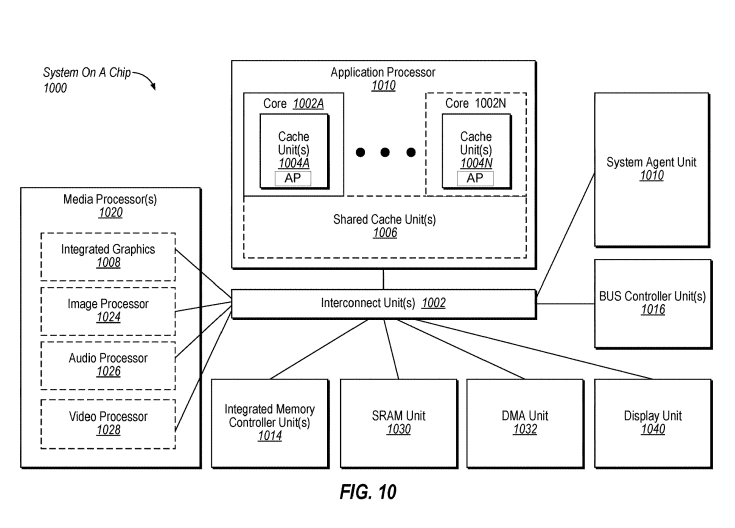 System On A Chip
1000
Application Processor
1010
Core 1002A
Cache
Unit(s)
1004A
AP
Core 1002N
Cache
Unit(s)
1004N
AP
Shared Cache Unit(s)
1006
System Agent Unit
1010
Media Processor(s)
1020
Integrated Graphics
1008
Image Processor
1024
Audio Processor
1026
Video Processor
1028
Interconnect Unit(s) 1002
BUS Controller Unit(s)
1016
Integrated Memory
Controller Unit(s)
1014
SRAM Unit
1030
DMA Unit
1032
Display Unit
1040
FIG. 10